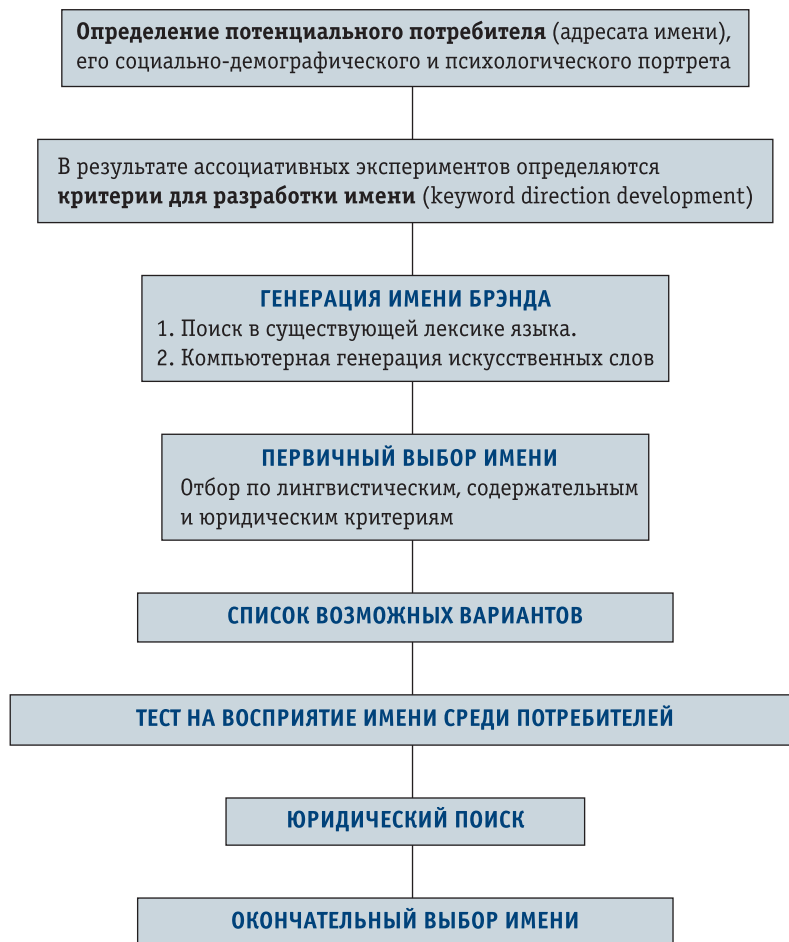 Определение потенциального потребителя (адресата имени),
его социально-демографического и психологического портрета
В результате ассоциативных экспериментов определяются
критерии для разработки имени (keyword direction development)
ГЕНЕРАЦИЯ ИМЕНИ БРЭНДА
1. Поиск в существующей лексике языка.
2. Компьютерная генерация искусственных слов
ПЕРВИЧНЫЙ ВЫБОР ИМЕНИ
Отбор по лингвистическим, содержательным
и юридическим критериям
СПИСОК ВОЗМОЖНЫХ ВАРИАНТОВ
ТЕСТ НА ВОСПРИЯТИЕ ИМЕНИ СРЕДИ ПОТРЕБИТЕЛЕЙ
ЮРИДИЧЕСКИЙ ПОИСК
ОКОНЧАТЕЛЬНЫЙ ВЫБОР ИМЕНИ